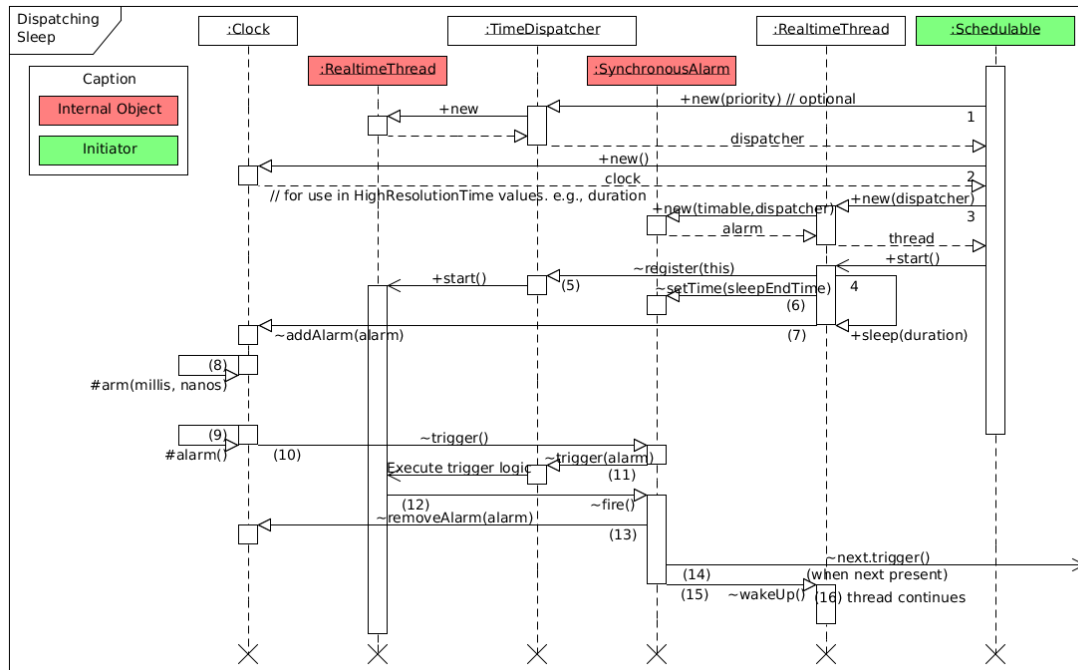 Dispatching
Sleep
:Clock
:TimeDispatcher
:RealtimeThread
:Schedulable
:RealtimeThread
:SynchronousAlarm
Caption
Internal Object
Initiator
+new(priority) // optional
1
+new
dispatcher
+new()
2
clock
// for use in HighResolutionTime values. e.g., duration
+new(dispatcher)
3
+new(timable,dispatcher)
alarm
thread
+start()
~register(this)
+start()
(5)
4
~setTime(sleepEndTime)
(6)
~addAlarm(alarm)
(7)
+sleep(duration)
(8)
#arm(millis, nanos)
(9)
~trigger()
#alarm()
(10)
~trigger(alarm)
Execute trigger logic
(11)
(12)
~fire()
~removeAlarm(alarm)
(13)
~next.trigger()
(14)
(when next present)
(15)
~wakeUp()
(16) thread continues